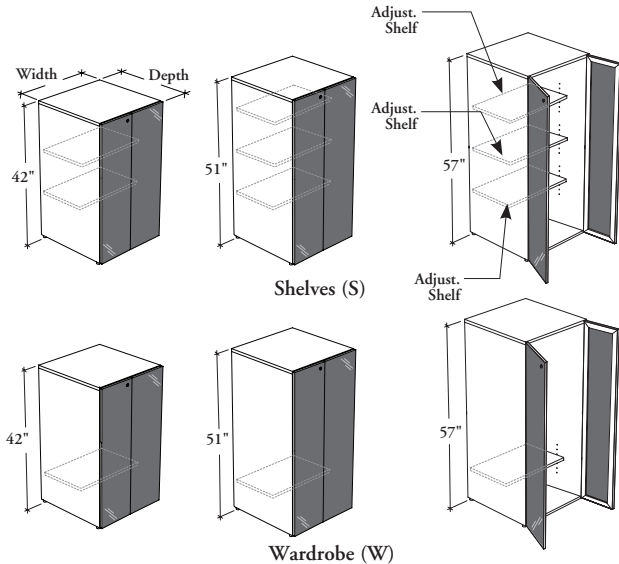 Adjust.
Shelf
Width
Depth
Adjust.
Shelf
42"
51"
57"
Adjust.
Shelf
Shelves (S)
42"
51"
57"
Wardrobe (W)